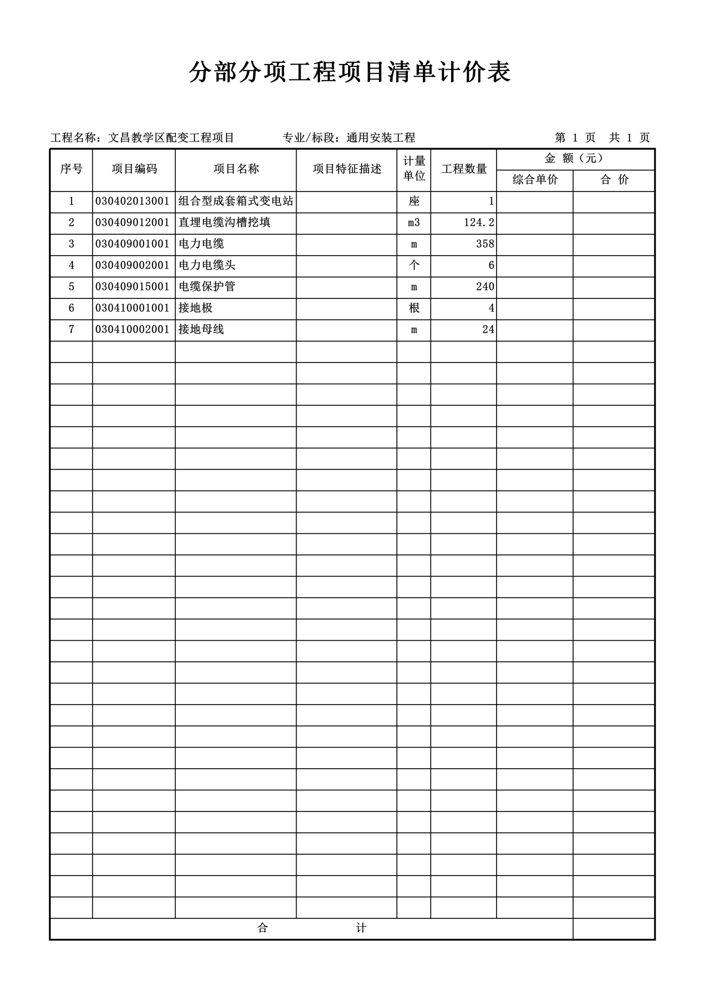 分部分项工程项目清单计价表
工程名称：文昌教学区配变工程项目 专业/标段：通用安装工程 第 1 页 共 1 页
序号 项目编码 项目名称 项目特征描述 计量单位 工程数量 金 额（元）
综合单价 合 价
1 030402013001 组合型成套箱式变电站 座 1
2 030409012001 直埋电缆沟槽挖填 m3 124.2
3 030409001001 电力电缆 m 358
4 030409002001 电力电缆头 个 6
5 030409015001 电缆保护管 m 240
6 030410001001 接地极 根 4
7 030410002001 接地母线 m 24
合 计